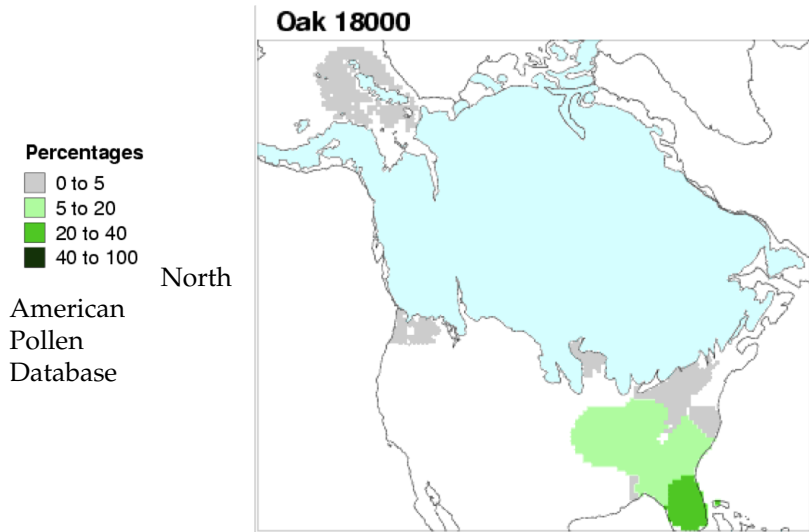 Oak 18000
Percentages
0 to 5
5 to 20
20 to 40
40 to 100
North
American
Pollen
Database